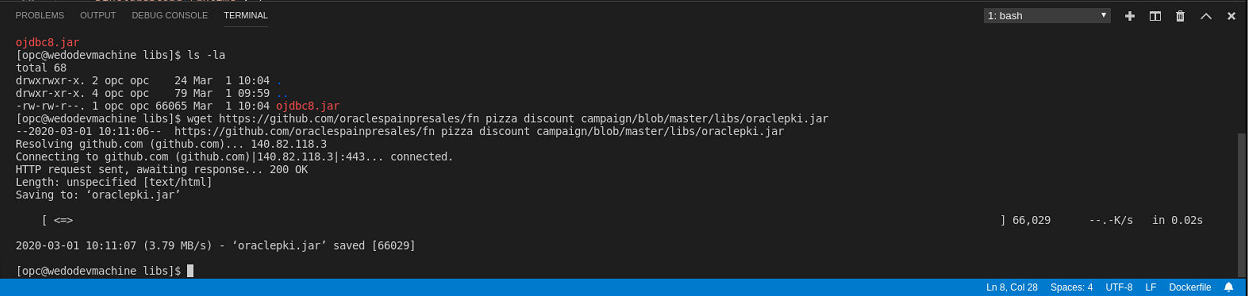 PROBLEMS OUTPUT DEBUG CONSOLE TERMINAL 1: bash
ojdbc8.jar
[opc@wedodevmachine libs]$ ls -la
total 68
drwxrwxr-x. 2 opc opc    24 Mar  1 10:04 .
drwxr-xr-x. 4 opc opc    79 Mar  1 09:59 ..
-rw-rw-r--. 1 opc opc 66065 Mar  1 10:04 ojdbc8.jar
[opc@wedodevmachine libs]$ wget https://github.com/oraclespainpresales/fn pizza discount campaign/blob/master/libs/oraclepki.jar
--2020-03-01 10:11:06--  https://github.com/oraclespainpresales/fn pizza discount campaign/blob/master/libs/oraclepki.jar
Resolving github.com (github.com)... 140.82.118.3
Connecting to github.com (github.com)|140.82.118.3|:443... connected.
HTTP request sent, awaiting response... 200 OK
Length: unspecified [text/html]
Saving to: ‘oraclepki.jar’
[ <=> ] 66,029 --.-K/s in 0.02s
2020-03-01 10:11:07 (3.79 MB/s) - ‘oraclepki.jar’ saved [66029]
[opc@wedodevmachine libs]$
Ln 8, Col 28 Spaces: 4 UTF-8 LF Dockerfile